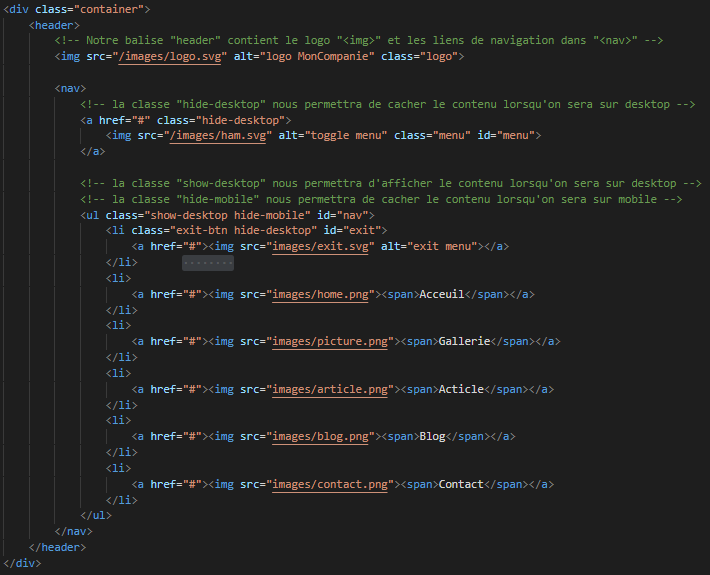 <div class="container">
<header>
<!-- Notre balise "header" contient le logo "<img>" et les liens de navigation dans "<nav>" -->
<img src="/images/logo.svg" alt="logo MonCompanie" class="logo">
<nav>
<!-- la classe "hide-desktop" nous permettra de cacher le contenu lorsqu'on sera sur desktop -->
<a href="#" class="hide-desktop">
<img src="/images/ham.svg" alt="toggle menu" class="menu" id="menu">
</a>
<!-- la classe "show-desktop" nous permettra d'afficher le contenu lorsqu'on sera sur desktop -->
<!-- la classe "hide-mobile" nous permettra de cacher le contenu lorsqu'on sera sur mobile -->
<ul class="show-desktop hide-mobile" id="nav">
<li class="exit-btn hide-desktop" id="exit">
<a href="#"><img src="images/exit.svg" alt="exit menu"></a>
</li>
<li>
<a href="#"><img src="images/home.png"><span>Acceuil</span></a>
</li>
<li>
<a href="#"><img src="images/picture.png"><span>Gallerie</span></a>
</li>
<li>
<a href="#"><img src="images/article.png"><span>Acticle</span></a>
</li>
<li>
<a href="#"><img src="images/blog.png"><span>Blog</span></a>
</li>
<li>
<a href="#"><img src="images/contact.png"><span>Contact</span></a>
</li>
</ul>
</nav>
</header>
</div>